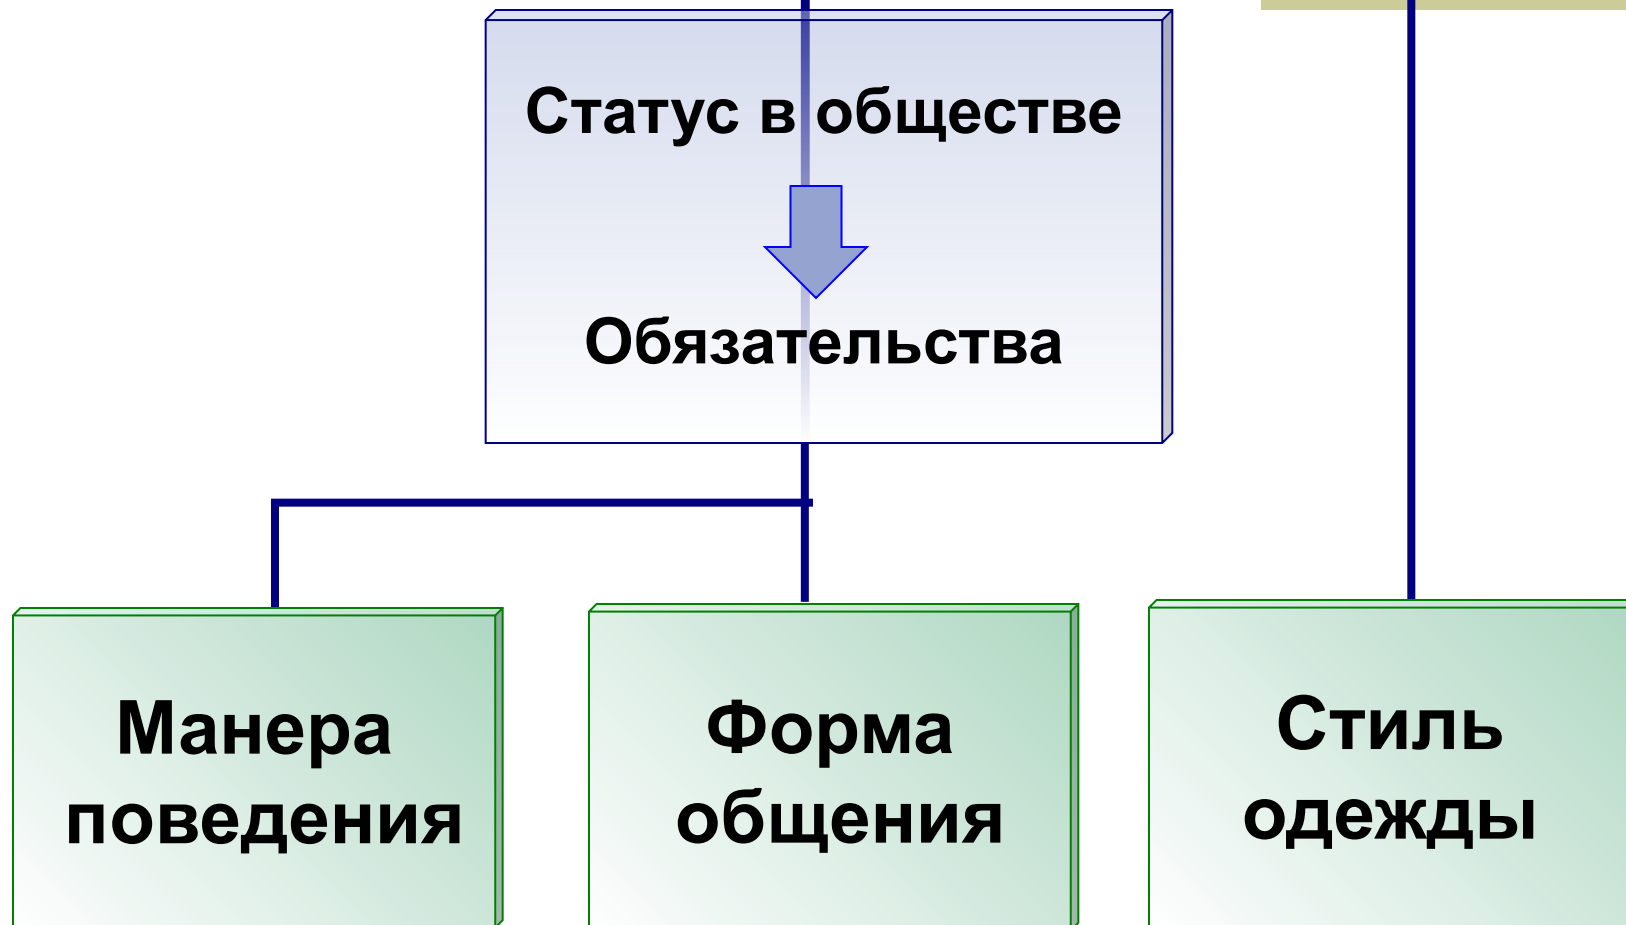 Статус в обществе
Обязательства
Манера
поведения
Форма
общения
Стиль
одежды